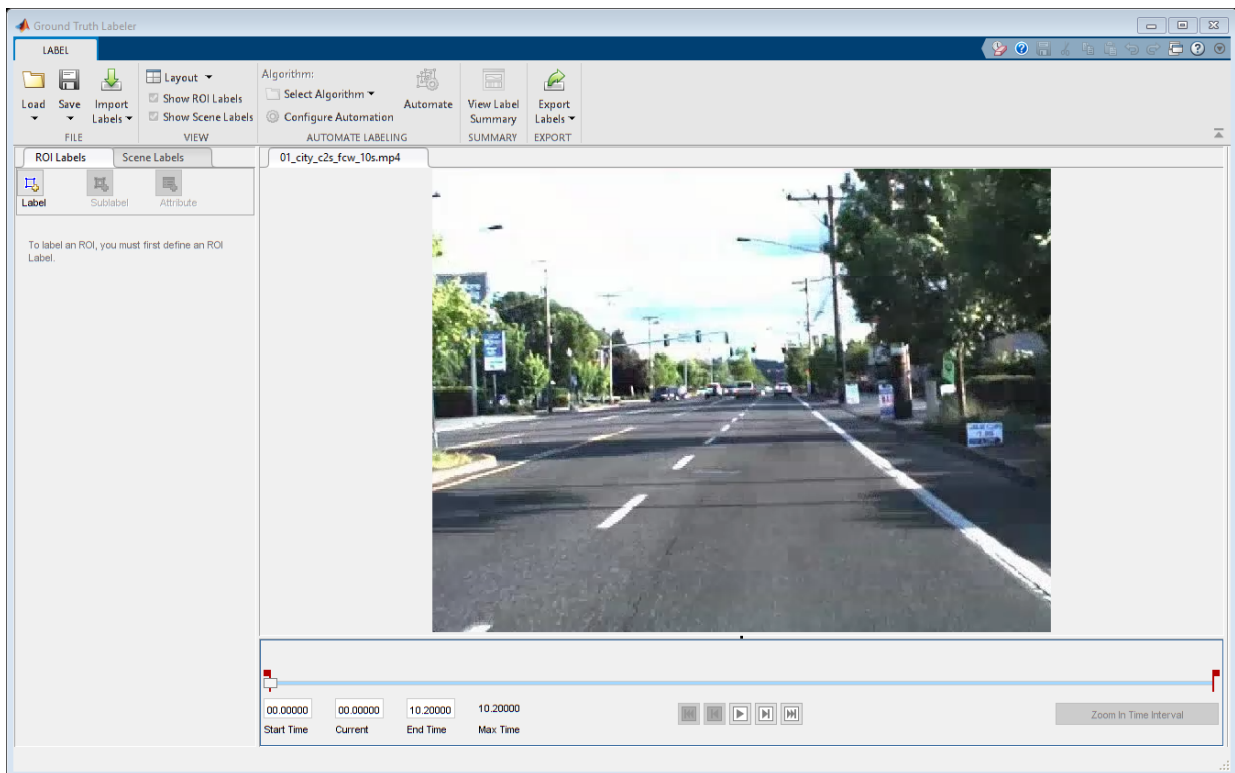 Ground Truth Labeler
LABEL
Load
Save
Import
Labels
FILE
Layout
Show ROI Labels
Show Scene Labels
VIEW
Algorithm:
Select Algorithm
Configure Automation
Automate
AUTOMATE LABELING
View Label
Summary
SUMMARY
Export
Labels
EXPORT
ROI Labels
Scene Labels
01_city_c2s_fcw_10s.mp4
Label
Sublabel
Attribute
To label an ROI, you must first define an ROI
Label.
00.00000
00.00000
10.20000
10.20000
Start Time
Current
End Time
Max Time
Zoom In Time Interval